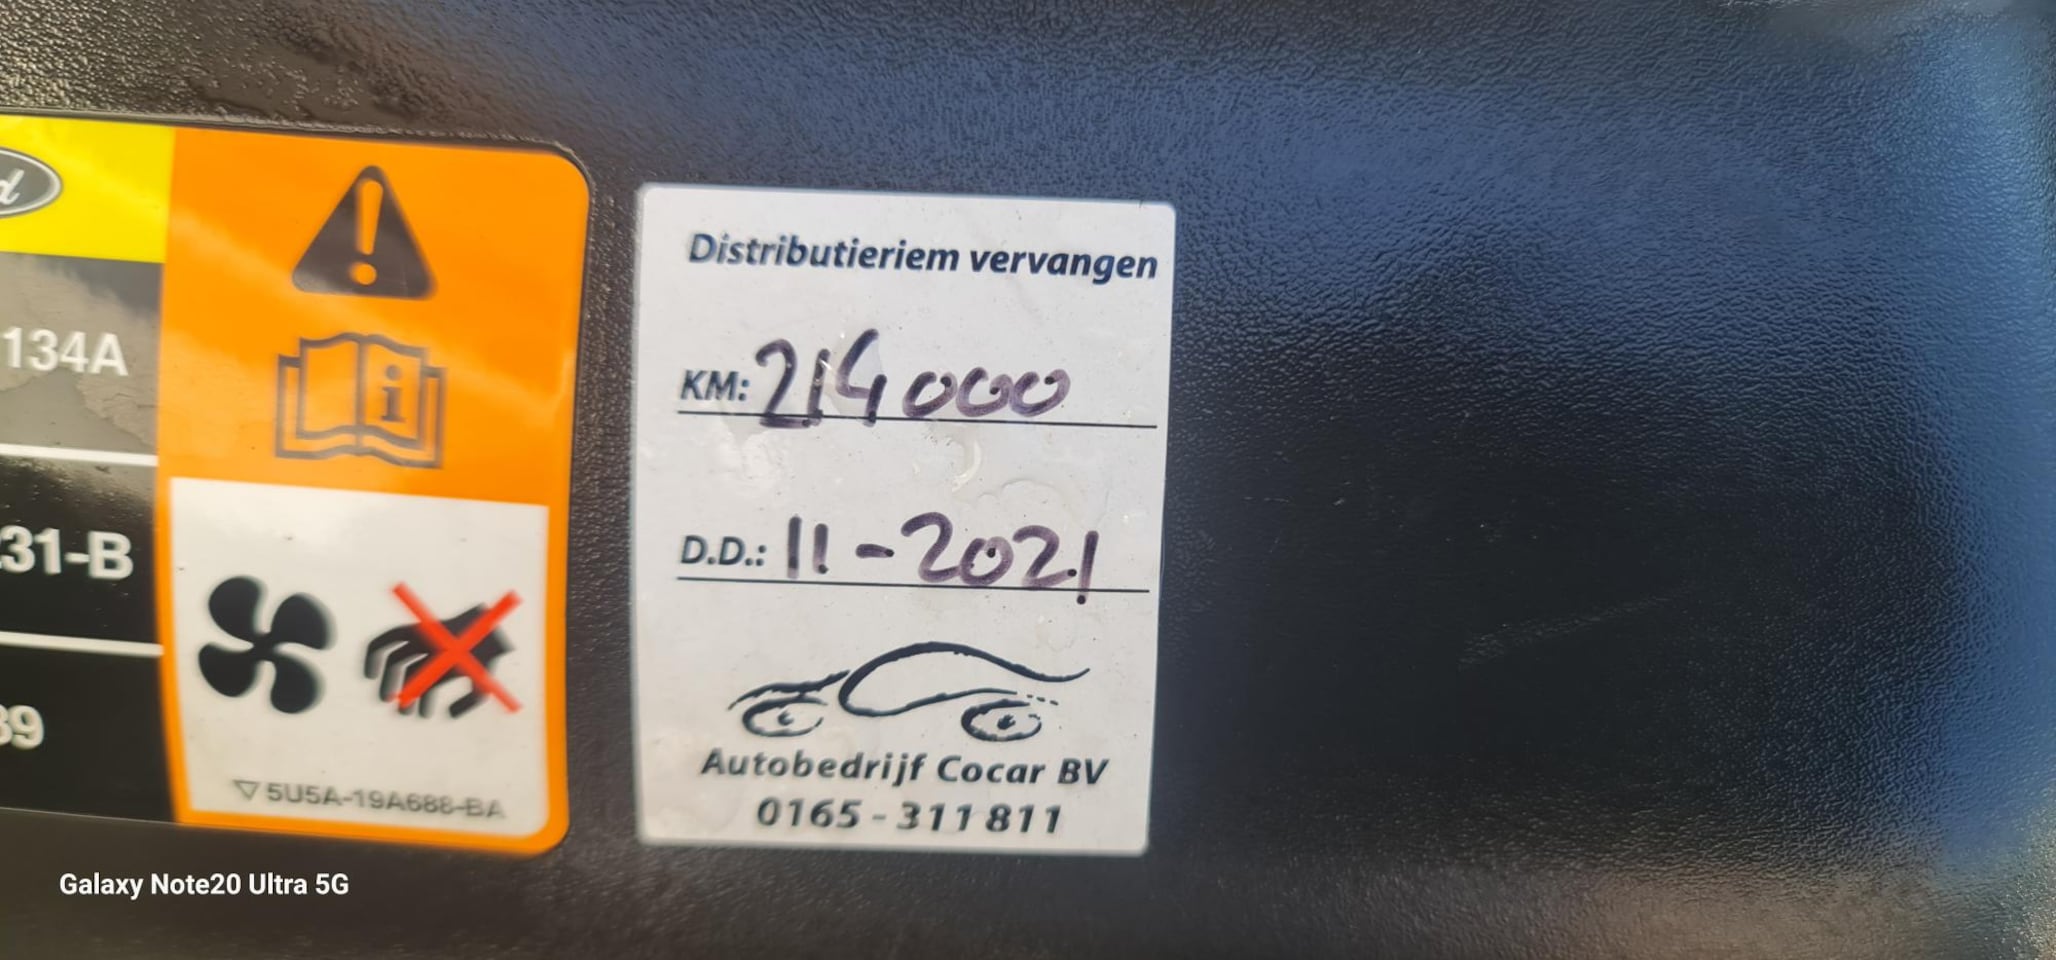 134A
31-B
39
5U5A-19A688-BA
Distributieriem vervangen
KM: 214000
D.D.: 11-2021
Autobedrijf Cocar BV
0165-311811
Galaxy Note20 Ultra 5G